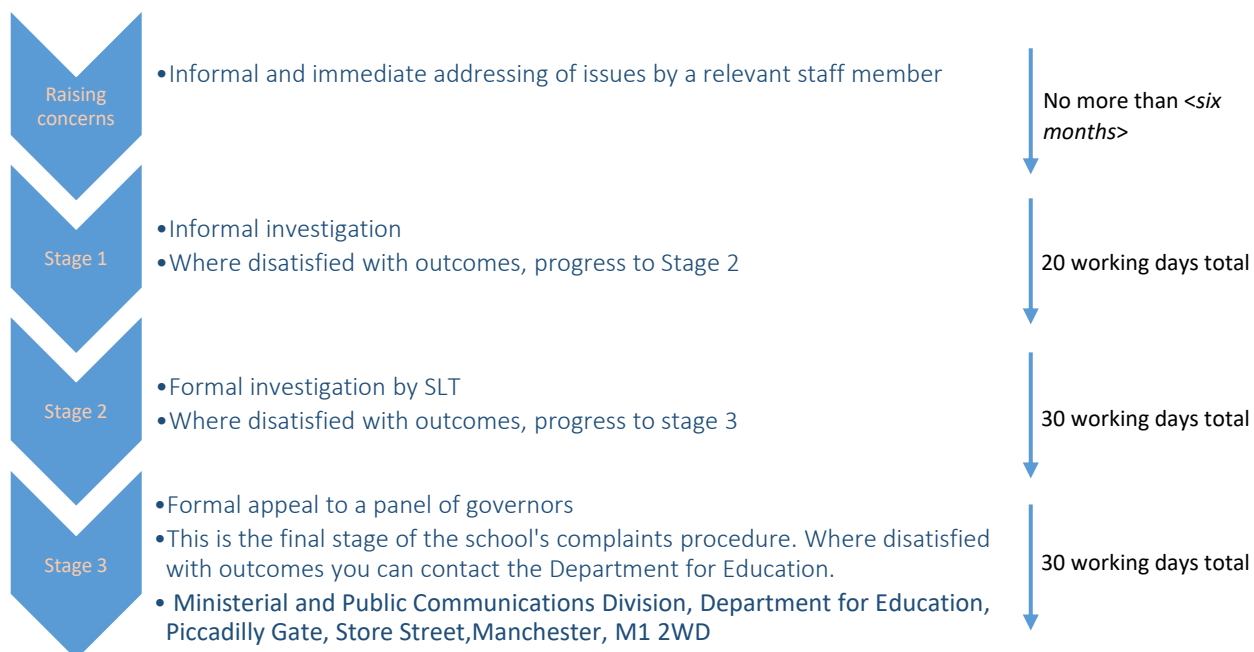 Raising
concerns
•Informal and immediate addressing of issues by a relevant staff member
No more than <six
months>
Stage 1
•Informal investigation
•Where disatisfied with outcomes, progress to Stage 2
20 working days total
Stage 2
•Formal investigation by SLT
•Where disatisfied with outcomes, progress to stage 3
30 working days total
Stage 3
•Formal appeal to a panel of governors
•This is the final stage of the school's complaints procedure. Where disatisfied
with outcomes you can contact the Department for Education.
• Ministerial and Public Communications Division, Department for Education,
Piccadilly Gate, Store Street,Manchester, M1 2WD
30 working days total